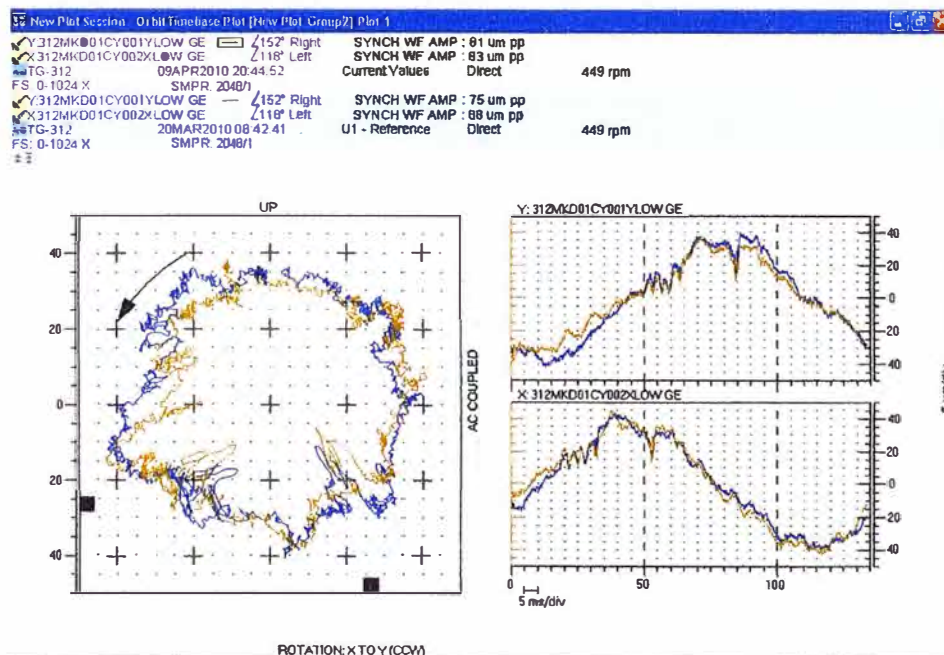 New Plot Session - Orbit Timebase Plot [New Plot Group2] Plot 1
Y:312MKD01CY001YLOW GE ∠152° Right SYNCH WF AMP : 81 um pp
X:312MKD01CY002XLOW GE ∠118° Left SYNCH WF AMP : 83 um pp
TG-312 09APR2010 20:44:52 Current Values Direct 449 rpm
FS: 0-1024 X SMPR: 2048/1
Y:312MKD01CY001YLOW GE — ∠152° Right SYNCH WF AMP : 75 um pp
X:312MKD01CY002XLOW GE ∠118° Left SYNCH WF AMP : 88 um pp
TG-312 20MAR2010 08:42:41 U1 - Reference Direct 449 rpm
FS: 0-1024 X SMPR: 2048/1
UP
40
20
0
20
40
AC COUPLED
ROTATION: X TO Y (CCW)
Y: 312MKD01CY001YLOW GE
40
20
0
20
40
X: 312MKD01CY002XLOW GE
40
20
0
20
40
0 50 100
5 ms/div